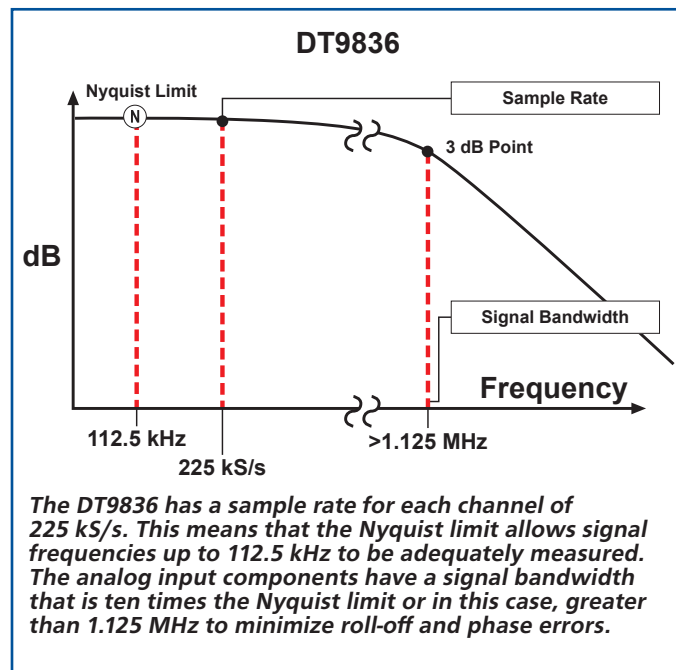 DT9836
Nyquist Limit
N
Sample Rate
3 dB Point
dB
Signal Bandwidth
Frequency
112.5 kHz
225 kS/s
>1.125 MHz
The DT9836 has a sample rate for each channel of
225 kS/s. This means that the Nyquist limit allows signal
frequencies up to 112.5 kHz to be adequately measured.
The analog input components have a signal bandwidth
that is ten times the Nyquist limit or in this case, greater
than 1.125 MHz to minimize roll-off and phase errors.